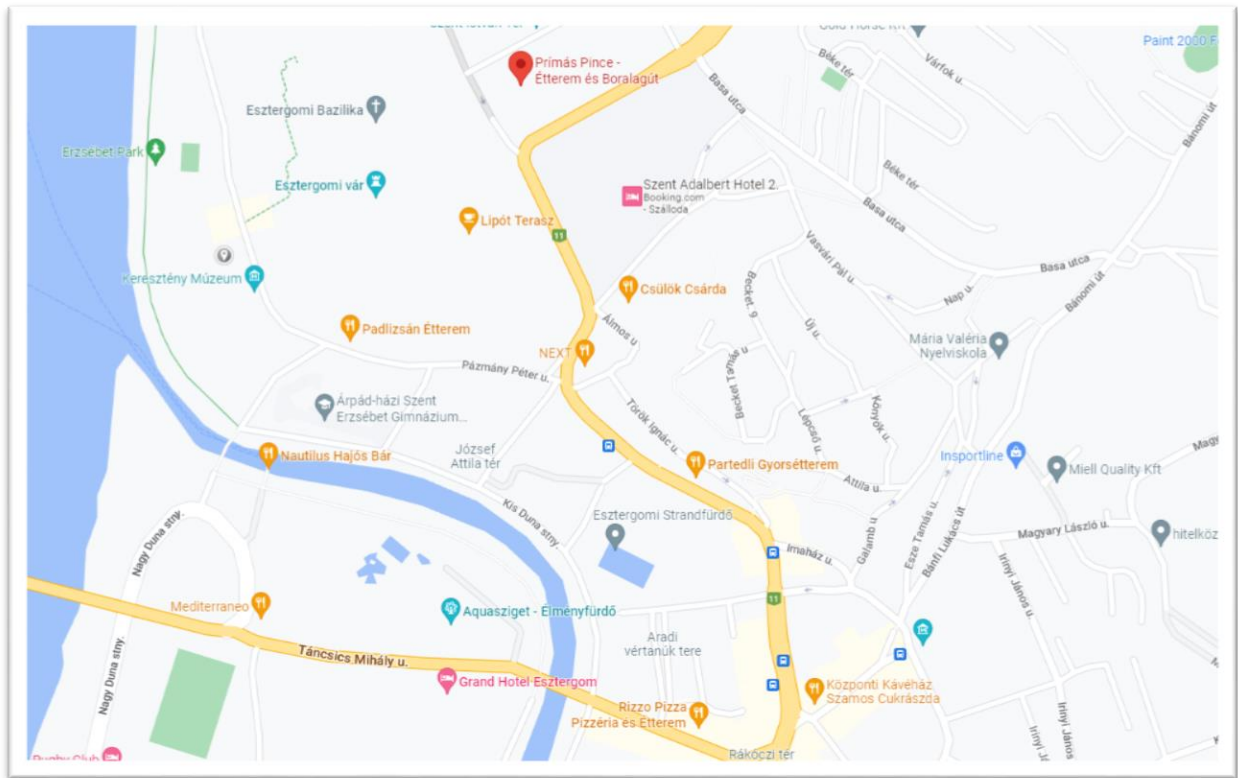 Paint 2000 F
Prímás Pince -
Étterem és Boralagút
Béke tér
Várfok u.
Basa utca
Bánomi út
Esztergomi Bazilika
Erzsébet Park
Esztergomi vár
Szent Adalbert Hotel 2.
Booking.com
- Szálloda
Béke tér
Lipót Terasz
11
Basa utca
Vasvári Pál u.
Basa utca
Keresztény Múzeum
Csülök Csárda
Becket. g
Nap u.
Bánomi út
Padlizsán Étterem
Álmos u
Új u.
Mária Valéria
Nyelviskola
NEXT
Pázmány Péter u.
Becket Tamás u
Árpád-házi Szent
Erzsébet Gimnázium...
Török Ignác u.
Lépcső u.
Könyök u.
Magy
József
Attila tér
Nautilus Hajós Bár
Partedli Gyorsétterem
Insportline
Miell Quality Kft
Attila u.
Kis Duna stny.
Esztergomi Strandfürdő
Nagy Duna stny.
Galamb u
Esze Tamás u.
Bánfi Lukács út
Magyary László u.
hitelköz
Imaház u.
Irinyi János u.
Mediterraneo
Aquasziget - Élményfürdő
11
Aradi
vértanúk tere
Nagy Duna stny.
Táncsics Mihály u.
Grand Hotel Esztergom
Központi Kávéház
Szamos Cukrászda
Rizzo Pizza
Pizzéria és Étterem
Irinyi János
Irinyi J
Rákóczi tér
Rugby Club